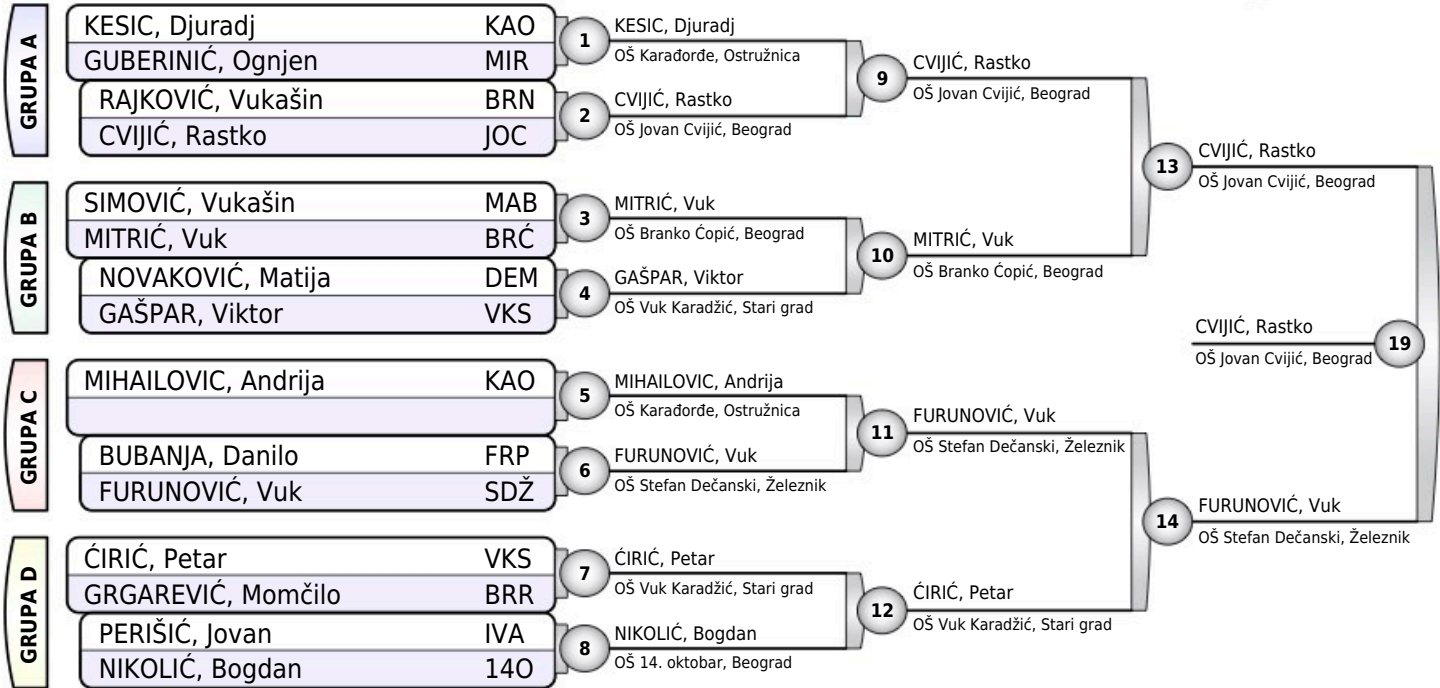 GRUPA A
KESIC, Djuradj KAO
GUBERINIĆ, Ognjen MIR
RAJKOVIĆ, Vukašin BRN
CVIJIĆ, Rastko JOC
GRUPA B
SIMOVIĆ, Vukašin MAB
MITRIĆ, Vuk BRĆ
NOVAKOVIĆ, Matija DEM
GAŠPAR, Viktor VKS
GRUPA C
MIHAILOVIC, Andrija KAO
BUBANJA, Danilo FRP
FURUNOVIĆ, Vuk SDŽ
GRUPA D
ĆIRIĆ, Petar VKS
GRGAREVIĆ, Momčilo BRR
PERIŠIĆ, Jovan IVA
NIKOLIĆ, Bogdan 14O
1
KESIC, Djuradj
OŠ Karađorđe, Ostružnica
2
CVIJIĆ, Rastko
OŠ Jovan Cvijić, Beograd
3
MITRIĆ, Vuk
OŠ Branko Ćopić, Beograd
4
GAŠPAR, Viktor
OŠ Vuk Karadžić, Stari grad
5
MIHAILOVIC, Andrija
OŠ Karađorđe, Ostružnica
6
FURUNOVIĆ, Vuk
OŠ Stefan Dečanski, Železnik
7
ĆIRIĆ, Petar
OŠ Vuk Karadžić, Stari grad
8
NIKOLIĆ, Bogdan
OŠ 14. oktobar, Beograd
9
CVIJIĆ, Rastko
OŠ Jovan Cvijić, Beograd
10
MITRIĆ, Vuk
OŠ Branko Ćopić, Beograd
11
FURUNOVIĆ, Vuk
OŠ Stefan Dečanski, Železnik
12
ĆIRIĆ, Petar
OŠ Vuk Karadžić, Stari grad
13
CVIJIĆ, Rastko
OŠ Jovan Cvijić, Beograd
14
FURUNOVIĆ, Vuk
OŠ Stefan Dečanski, Železnik
CVIJIĆ, Rastko
OŠ Jovan Cvijić, Beograd
19